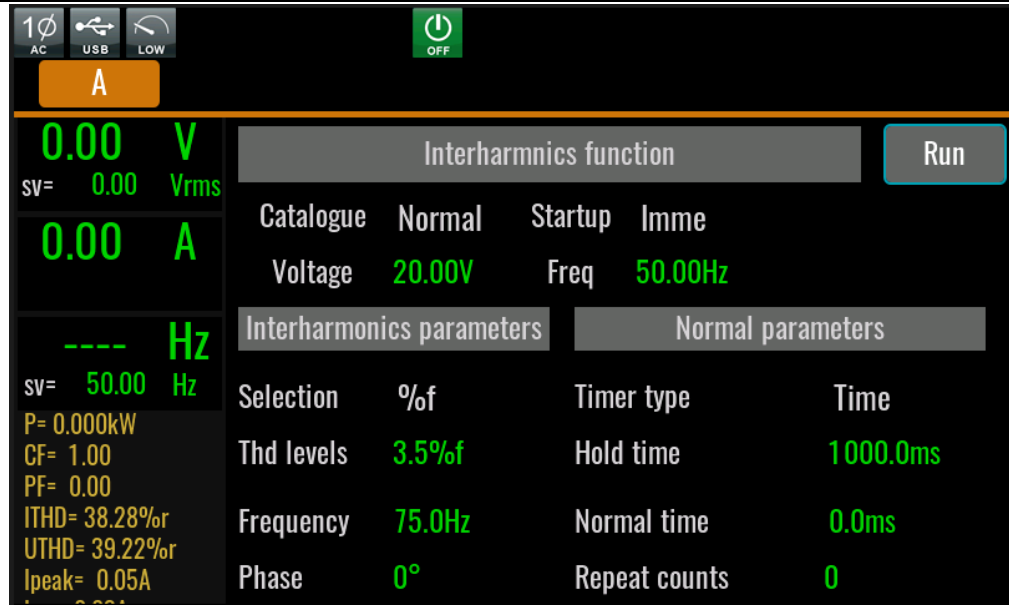 1Ø AC USB LOW OFF
A
0.00 V
sv= 0.00 Vrms
0.00 A
---- Hz
sv= 50.00 Hz
P= 0.000kW
CF= 1.00
PF= 0.00
ITHD= 38.28%r
UTHD= 39.22%r
Ipeak= 0.05A
Interharmnics function Run
Catalogue Normal Startup Imme
Voltage 20.00V Freq 50.00Hz
Interharmonics parameters Normal parameters
Selection %f Timer type Time
Thd levels 3.5%f Hold time 1000.0ms
Frequency 75.0Hz Normal time 0.0ms
Phase 0° Repeat counts 0